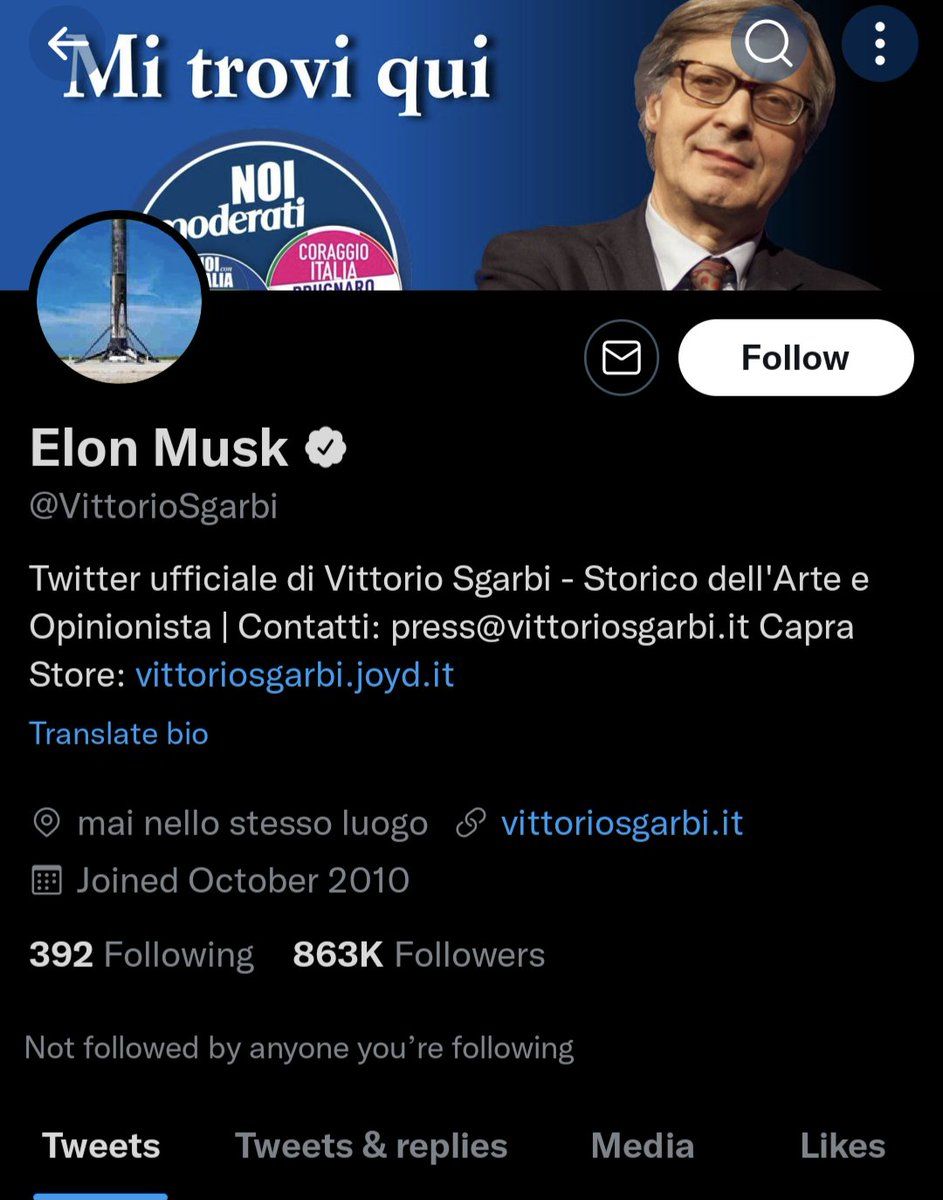 Mi trovi qui
NOI
moderati
CORAGGIO
ITALIA
BRUGNARO
Follow
Elon Musk
@VittorioSgarbi
Twitter ufficiale di Vittorio Sgarbi - Storico dell'Arte e
Opinionista | Contatti: press@vittoriosgarbi.it Capra
Store: vittoriosgarbi.joyd.it
Translate bio
mai nello stesso luogo vittoriosgarbi.it
Joined October 2010
392 Following 863K Followers
Not followed by anyone you’re following
Tweets Tweets & replies Media Likes